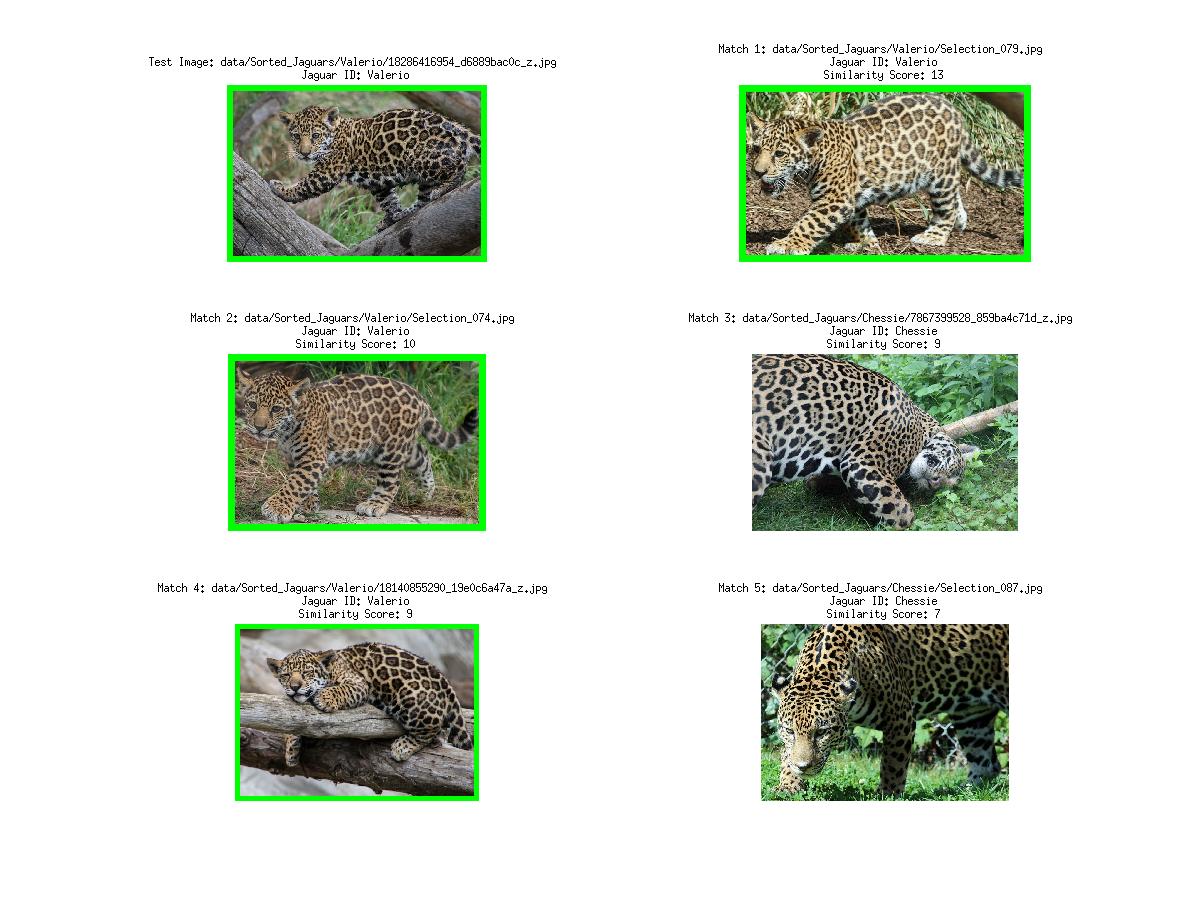 Test Image: data/Sorted_Jaguars/Valerio/18286416954_d6889bac0c_z.jpg
Jaguar ID: Valerio
Match 1: data/Sorted_Jaguars/Valerio/Selection_079.jpg
Jaguar ID: Valerio
Similarity Score: 13
Match 2: data/Sorted_Jaguars/Valerio/Selection_074.jpg
Jaguar ID: Valerio
Similarity Score: 10
Match 3: data/Sorted_Jaguars/Chessie/7867399528_859ba4c71d_z.jpg
Jaguar ID: Chessie
Similarity Score: 9
Match 4: data/Sorted_Jaguars/Valerio/18140855290_19e0c6a47a_z.jpg
Jaguar ID: Valerio
Similarity Score: 9
Match 5: data/Sorted_Jaguars/Chessie/Selection_087.jpg
Jaguar ID: Chessie
Similarity Score: 7